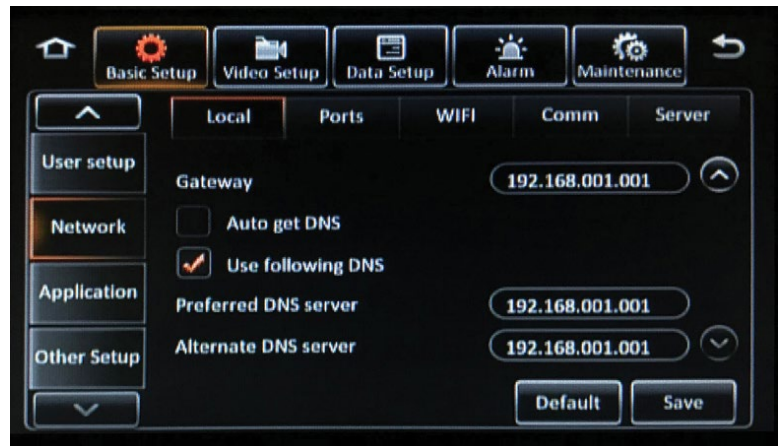 Basic Setup Video Setup Data Setup Alarm Maintenance
Local Ports WIFI Comm Server
User setup
Network
Application
Other Setup
Gateway 192.168.001.001
Auto get DNS
Use following DNS
Preferred DNS server 192.168.001.001
Alternate DNS server 192.168.001.001
Default Save